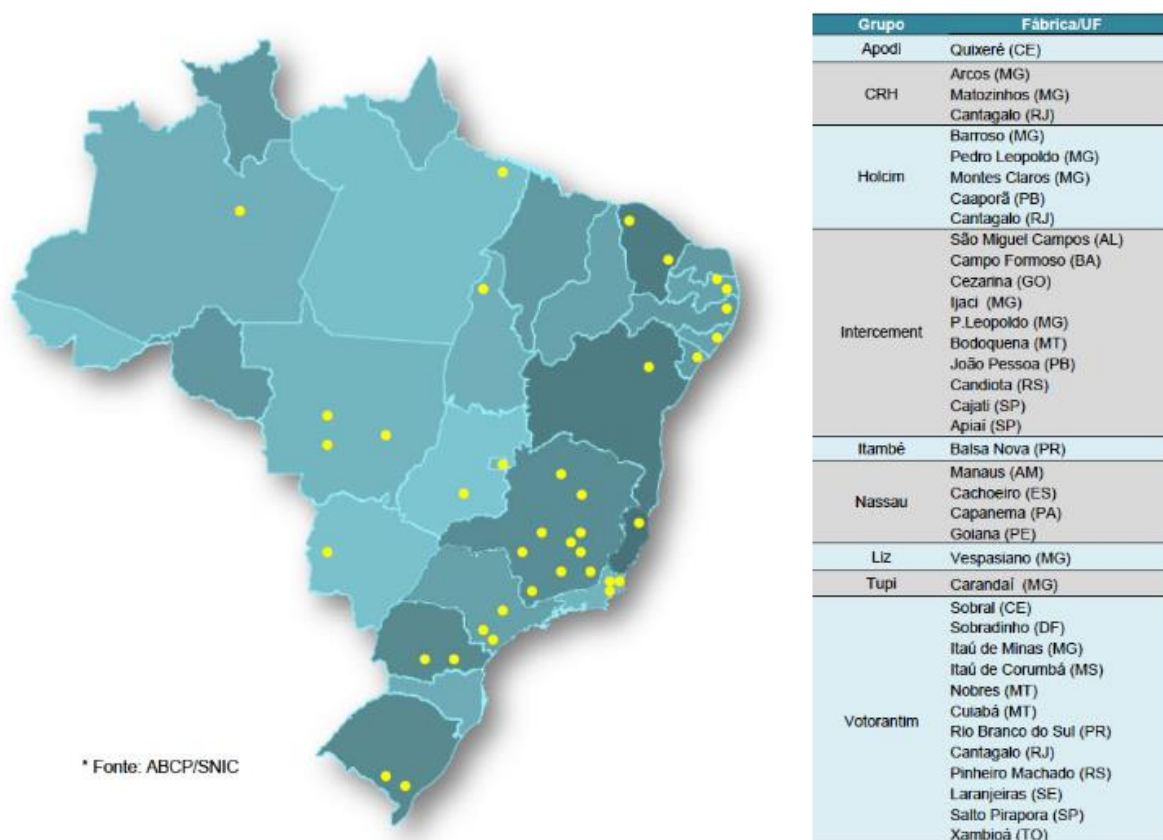 Grupo Fábrica/UF
Apodi Quixeré (CE)
CRH
Arcos (MG)
Matozinhos (MG)
Cantagalo (RJ)
Holcim
Barroso (MG)
Pedro Leopoldo (MG)
Montes Claros (MG)
Caaporã (PB)
Cantagalo (RJ)
Intercement
São Miguel Campos (AL)
Campo Formoso (BA)
Cezarina (GO)
Ijaci (MG)
P.Leopoldo (MG)
Bodoquena (MT)
João Pessoa (PB)
Candiota (RS)
Cajati (SP)
Apiaí (SP)
Itambé Balsa Nova (PR)
Nassau
Manaus (AM)
Cachoeiro (ES)
Capanema (PA)
Goiana (PE)
Liz Vespasiano (MG)
Tupi Carandaí (MG)
Votorantim
Sobral (CE)
Sobradinho (DF)
Itaú de Minas (MG)
Itaú de Corumbá (MS)
Nobres (MT)
Cuiabá (MT)
Rio Branco do Sul (PR)
Cantagalo (RJ)
Pinheiro Machado (RS)
Laranjeiras (SE)
Salto Pirapora (SP)
Xambioá (TO)
* Fonte: ABCP/SNIC